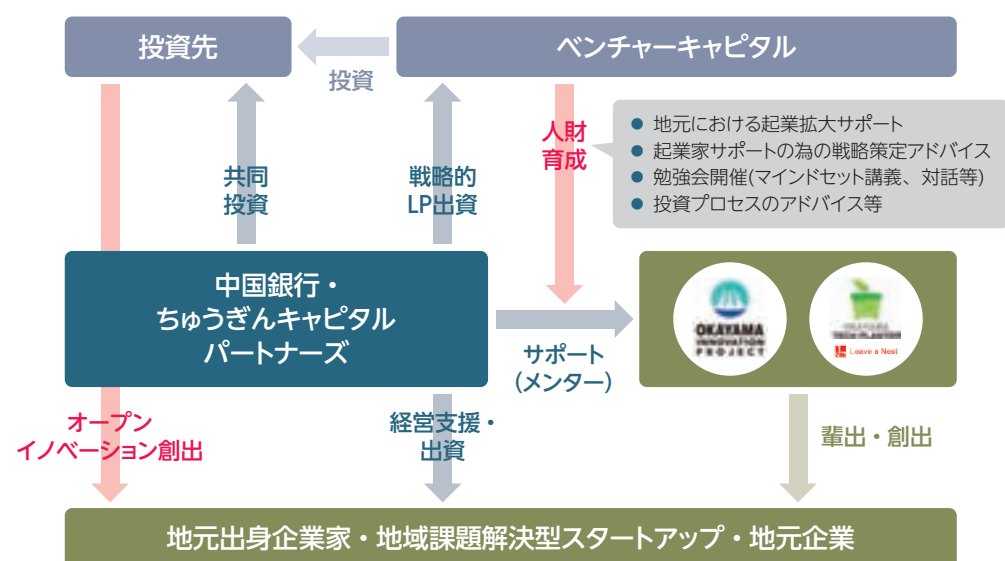 投資先
ベンチャーキャピタル
投資
人財
育成
● 地元における起業拡大サポート
● 起業家サポートの為の戦略策定アドバイス
● 勉強会開催(マインドセット講義、対話等)
● 投資プロセスのアドバイス等
共同
投資
戦略的
LP出資
中国銀行・
ちゅうぎんキャピタル
パートナーズ
サポート
(メンター)
OKAYAMA
INNOVATION
PROJECT
TECH PLANTER
Leave a Nest
オープン
イノベーション創出
経営支援・
出資
輩出・創出
地元出身企業家・地域課題解決型スタートアップ・地元企業